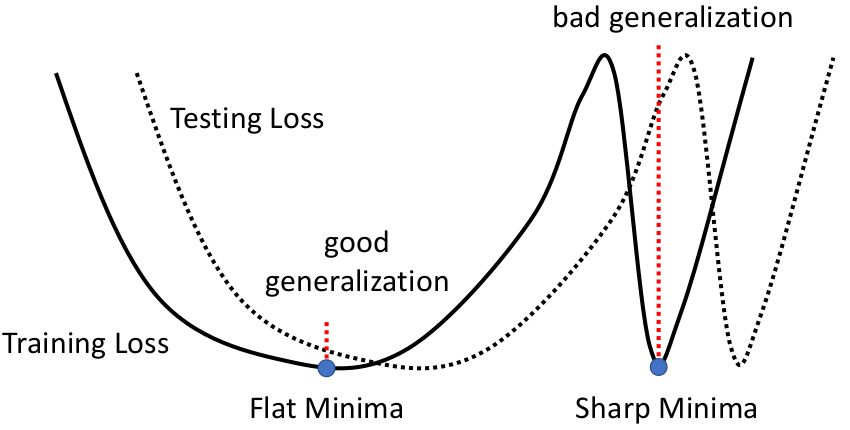 bad generalization
Testing Loss
good
generalization
Training Loss
Flat Minima
Sharp Minima